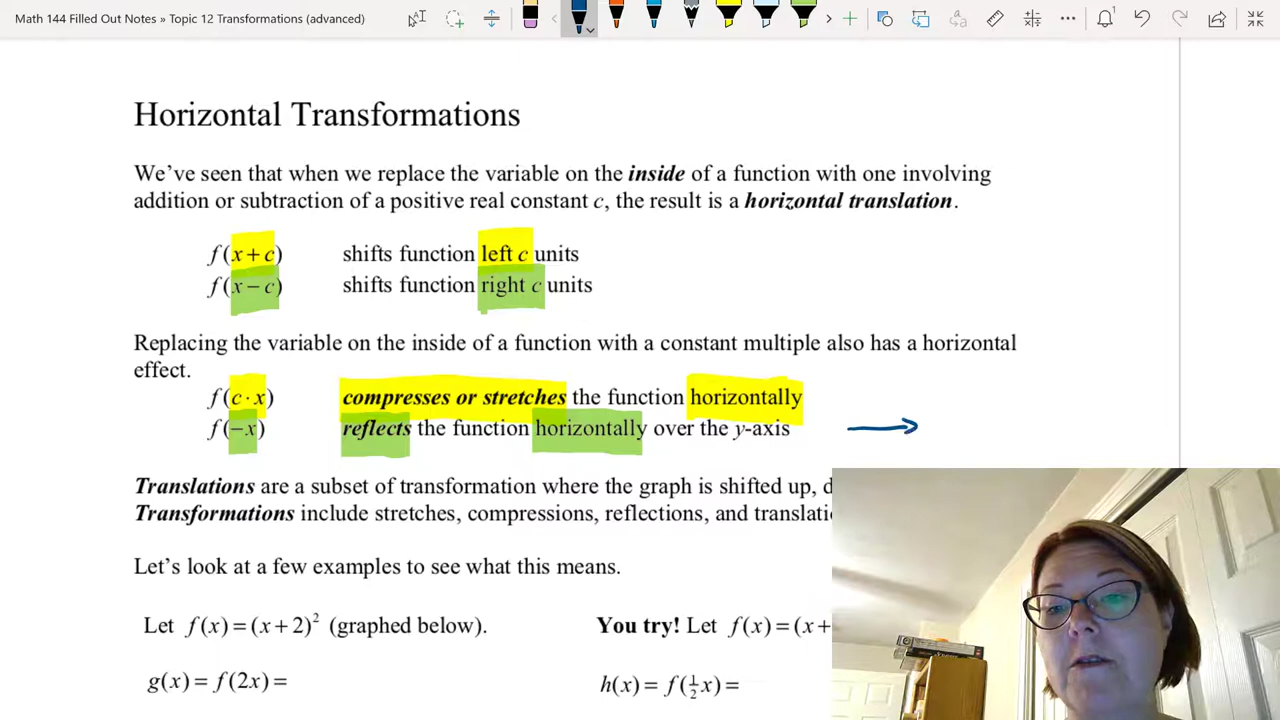 Math 144 Filled Out Notes » Topic 12 Transformations (advanced)
Horizontal Transformations
We've seen that when we replace the variable on the inside of a function with one involving
addition or subtraction of a positive real constant c, the result is a horizontal translation.
f(x + c) shifts function left c units
f(x − c) shifts function right c units
Replacing the variable on the inside of a function with a constant multiple also has a horizontal
effect.
f(c · x) compresses or stretches the function horizontally
f(−x) reflects the function horizontally over the y-axis
Translations are a subset of transformation where the graph is shifted up, d
Transformations include stretches, compressions, reflections, and translati
Let's look at a few examples to see what this means.
Let f(x) = (x + 2)² (graphed below). You try! Let f(x) = (x +
g(x) = f(2x) = h(x) = f(½x) =